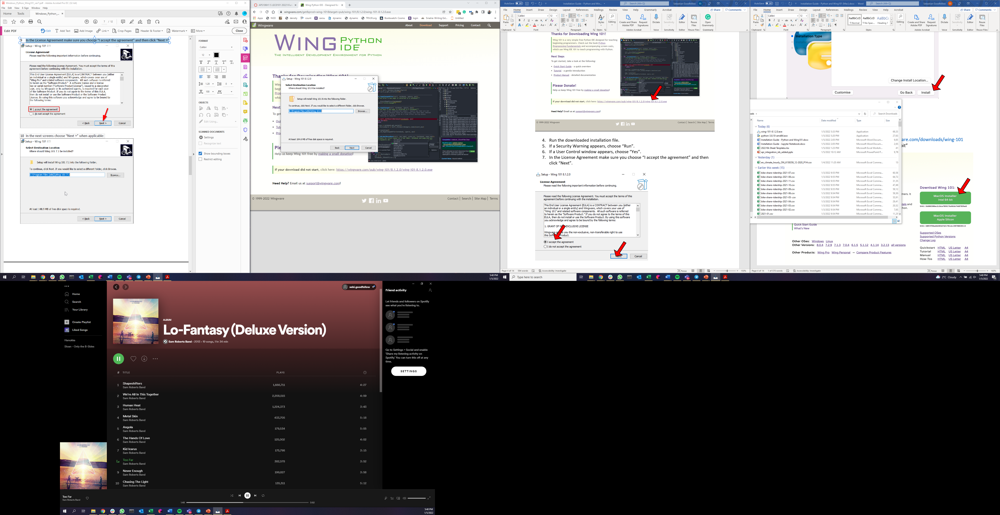 Windows_Python_Wing101_ver7.pdf - Adobe Acrobat Pro DC (32-bit)
File Edit View E-Sign Window Help
Home Tools Windows_Python_...
7 / 12
Edit PDF Edit Add Text Add Image Link Crop Pages Header & Footer Watermark More Close
9 In the License Agreement make sure you choose “I accept the agreement” and then click “Next >”
Setup - Wing 101 7.1
License Agreement
Please read the following important information before continuing.
Please read the following License Agreement. You must accept the terms of this
agreement before continuing with the installation.
This End User License Agreement (EULA) is a CONTRACT between you (either
an individual or a single entity) and Wingware, which covers your use of
"Wing Pro" and related software components. All such software is referred
to herein as the "Software Product." A software license and a license
key or serial number ("Software Product License"), issued to a designated
user, only by Wingware or its authorized agents, is required for each user
of the Software Product. If you do not agree to the terms of this EULA,
then do not install or use the Software Product or the Software Product
License. By using this software you acknowledge and agree to be bound by
the following terms:
I accept the agreement
I do not accept the agreement
< Back Next > Cancel
10 In the next screens choose “Next >” when applicable:
Setup - Wing 101 7.1
Select Destination Location
Where should Wing 101 7.1 be installed?
Setup will install Wing 101 7.1 into the following folder.
To continue, click Next. If you would like to select a different folder, click Browse.
C:\Program Files (x86)\Wing 101 7.1
Browse...
At least 148.9 MB of free disk space is required.
< Back Next > Cancel
FORMAT
Calibri
12
1.20 0
100 AV
OBJECTS
Edit Using...
SCANNED DOCUMENTS
Settings
Recognize text
Show bounding boxes
Restrict editing
5:40 PM
1/5/2022
APS106H1 S LEC0101 20221:Fun Wing Python IDE - Designed for
wingware.com/get&prod=wing-101&target=pub/wing-101/8.1.2.0/wing-101-8.1.2.0.exe
Apps NGD density count carou dynamic dynamic TRVLR.org Bootswatch: Cosmo login Sinatra: Writing Ext... Untitled
Wingware About Download Support Pricing Contact
WING PYTHON
IDE
THE INTELLIGENT DEVELOPMENT ENVIRONMENT FOR PYTHON
Thanks for Downloading Wing 101!
Setup - Wing 101 8.1.2.0
Select Destination Location
Where should Wing 101 8 be installed?
Setup will install Wing 101 8 into the following folder.
To continue, click Next. If you would like to select a different folder, click Browse.
C:\Program Files (x86)\Wing 101 8
Browse...
At least 184.6 MB of free disk space is required.
Back Next Cancel
Help us keep Wing 101 free by making a small donation!
If your download did not start, click here: https://wingware.com/pub/wing-101/8.1.2.0/wing-101-8.1.2.0.exe
Need Help? Email us at support@wingware.com!
© 1999-2022 Wingware Contact | Search | Site Map | Terms
AutoSave Off Installation Guide - Python and Win... Search (Alt+Q) Sebastian Goodfellow SG
File Home Insert Draw Design Layout References Mailings Review View Help Grammarly Acrobat Share Comments
Calibri 12
Paste Styles Editing Create and Share Adobe PDF Request Signatures Dictate Sensitivity Editor Reuse Files Open Grammarly
Clipboard Font Paragraph Styles Adobe Acrobat Voice Sensitivity Editor Reuse Files Grammarly
Thanks for Downloading Wing 101!
Wing 101 is a very simple free Python IDE designed for teaching
beginning programmers. Check out the book Python
Programming Fundamentals and accompanying screen casts,
which use Wing IDE 101 to teach programming with Python.
Next Steps
To get started, take a look at the following:
Quick Start Guide - a quick overview
Tutorial - a gentle introduction
Product Manual - detailed documentation
Please Donate!
Help us keep Wing 101 free by making a small donation!
If your download did not start, click here: https://wingware.com/pub/wing-101/8.1.2.0/wing-101-8.1.2.0.exe
Need Help? Email us at support@wingware.com!
© 1999-2022 Wingware Contact | Search | Site Map | Terms
4. Run the downloaded installation file.
5. If a Security Warning appears, choose “Run”.
6. If a User Control window appears, choose “Yes”.
7. In the License Agreement make sure you choose “I accept the agreement” and then
click “Next”.
Setup - Wing 101 8.1.2.0
License Agreement
Please read the following important information before continuing.
Please read the following License Agreement. You must accept the terms of this
agreement before continuing with the installation.
This End User License Agreement (EULA) is a CONTRACT between you (either
an individual or a single entity) and Wingware, which covers your use of
"Wing 101" and related software components. All such software is referred
to herein as the "Software Product." If you do not agree to the terms of this
EULA, then do not install or use the Software Product. By using this software
you acknowledge and agree to be bound by the following terms:
1. GRANT OF NON-EXCLUSIVE LICENSE
Wingware grants you the non-exclusive, non-transferable right to use
this Software Product.
I accept the agreement
I do not accept the agreement
Next Cancel
Page 4 of 14 594 words Accessibility: Investigate Focus 150%
Type here to search
AutoSave Off Installation Guide - Python and Wing101 (Mac).docx - Word Search (Alt+Q) Sebastian Goodfellow SG
File Home Insert Draw Design Layout References Mailings Review View Help Acrobat Share Comments
Calibri 12
AaBbCcD AaBbCcD AaBbCc
1 Normal 1 No Spac... Heading 1
Installation Type
Change Install Location...
Customise Go Back Install
Search Downloads
Name Date modified Type Size
Today (6)
wing-101-8.1.2.0.exe 1/5/2022 5:33 PM Application 69,33
python-3.8.10-amd64.exe 1/5/2022 5:20 PM Application 27,63
Installation Guide - Python and Wing101.docx 1/5/2022 2:05 PM Microsoft Word Docum... 9,85
Installation Guide - Jupyter Notebook.docx 1/5/2022 2:05 PM Microsoft Word Docum... 2,65
2022 RA Sheet Template.xlsx 1/5/2022 1:23 PM Microsoft Excel Worksh... 41
api_integration_ids_added.pptx 1/5/2022 10:12 AM Microsoft PowerPoint P... 9,78
Yesterday (1)
en_climate_hourly_ON_6158359_12-2020_P1H.csv 1/4/2022 11:20 AM Microsoft Excel Comma... 13
Earlier this week (15)
bike-share-ridership-2021-07.csv 1/3/2022 9:55 PM Microsoft Excel Comma... 60,58
bike-share-ridership-2021-08.csv 1/3/2022 9:55 PM Microsoft Excel Comma... 64,72
bike-share-ridership-2021-11.csv 1/3/2022 9:55 PM Microsoft Excel Comma... 31,35
bike-share-ridership-2021-10.csv 1/3/2022 9:55 PM Microsoft Excel Comma... 47,49
bike-share-ridership-2021-09.csv 1/3/2022 9:55 PM Microsoft Excel Comma... 59,12
bike-share-ridership-2021-06.csv 1/3/2022 9:54 PM Microsoft Excel Comma... 59,30
bike-share-ridership-2021-05-.csv 1/3/2022 9:54 PM Microsoft Excel Comma... 55,91
bike-share-ridership-2021-04.csv 1/3/2022 9:54 PM Microsoft Excel Comma... 29,41
bike-share-ridership-2021-03.csv 1/3/2022 9:54 PM Microsoft Excel Comma... 20,52
bike-share-ridership-2021-02.csv 1/3/2022 9:54 PM Microsoft Excel Comma... 7,65
2021-01.csv 1/3/2022 9:54 PM Microsoft Excel Comma... 11,25
are.com/downloads/wing-101
bit”
Download Wing 101:
MacOS Installer
Intel 64-bit
MacOS Installer
Apple Silicon
Quick Start Guide
What's New
Supported OSes
Supported Python Versions
Change Log
Other OSes: Windows Linux
Other Versions: 8.0.4 7.2.9 7.1.3 7.0.4 6.1.5 5.1.12 4.1.14 3.2.13 all versions
Other Products: Wing Pro Wing Personal — Compare Product Features
Quickstart HTML US Letter A4
Tutorial HTML US Letter A4
Manual HTML US Letter A4
How-Tos HTML US Letter A4
Page 4 of 14 1 of 570 words Accessibility: Investigate Focus 160%
2°C Cloudy 5:40 PM
1/5/2022
Home
Search
Your Library
Create Playlist
Liked Songs
Hanukka
Sloan - Only the B-Sides
sebi.goodfellow
ALBUM
Lo-Fantasy (Deluxe Version)
Sam Roberts Band • 2013 • 19 songs, 1 hr 34 min
# TITLE PLAYS
1 Shapeshifters 1,666,711 4:27
Sam Roberts Band
2 We're All In This Together 2,208,515 4:59
Sam Roberts Band
3 Human Heat 1,224,373 3:43
Sam Roberts Band
4 Metal Skin 433,705 5:18
Sam Roberts Band
5 Angola 179,534 5:05
Sam Roberts Band
6 The Hands Of Love 125,002 4:02
Sam Roberts Band
7 Kid Icarus 175,798 3:15
Sam Roberts Band
Too Far 382,578 3:52
Sam Roberts Band
9 Never Enough 199,827 3:58
Sam Roberts Band
10 Chasing The Light 135,311 5:12
Sam Roberts Band
Friend activity
Let friends and followers on Spotify
see what you're listening to.
Go to Settings > Social and enable
'Share my listening activity on
Spotify.' You can turn this off at any
time.
SETTINGS
Too Far
Sam Roberts Band
1:48 3:52
5:40 PM
1/5/2022